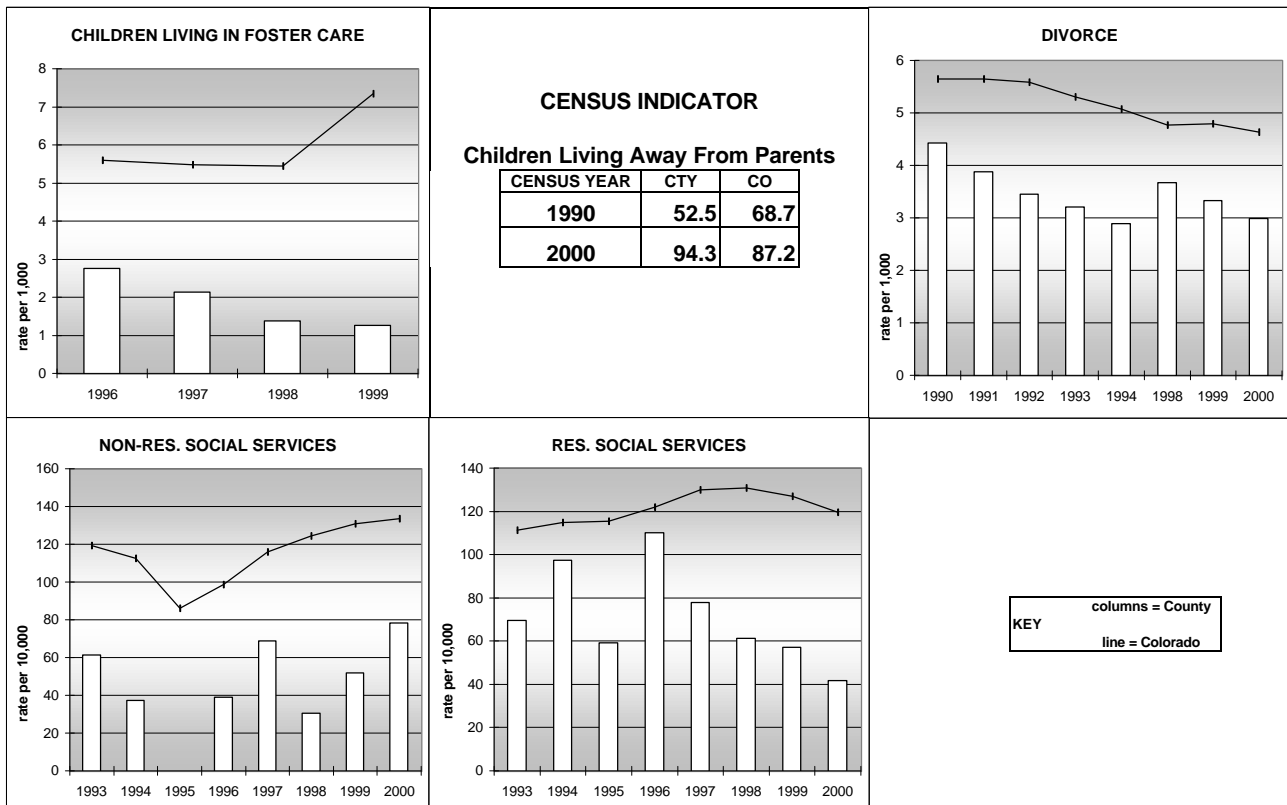 CHILDREN LIVING IN FOSTER CARE
8
7
6
5
4
3
2
1
0
rate per 1,000
1996 1997 1998 1999
CENSUS INDICATOR
Children Living Away From Parents
CENSUS YEAR CTY CO
1990 52.5 68.7
2000 94.3 87.2
DIVORCE
6
5
4
3
2
1
0
rate per 1,000
1990 1991 1992 1993 1994 1998 1999 2000
NON-RES. SOCIAL SERVICES
160
140
120
100
80
60
40
20
0
rate per 10,000
1993 1994 1995 1996 1997 1998 1999 2000
RES. SOCIAL SERVICES
140
120
100
80
60
40
20
0
rate per 10,000
1993 1994 1995 1996 1997 1998 1999 2000
columns = County
KEY
line = Colorado